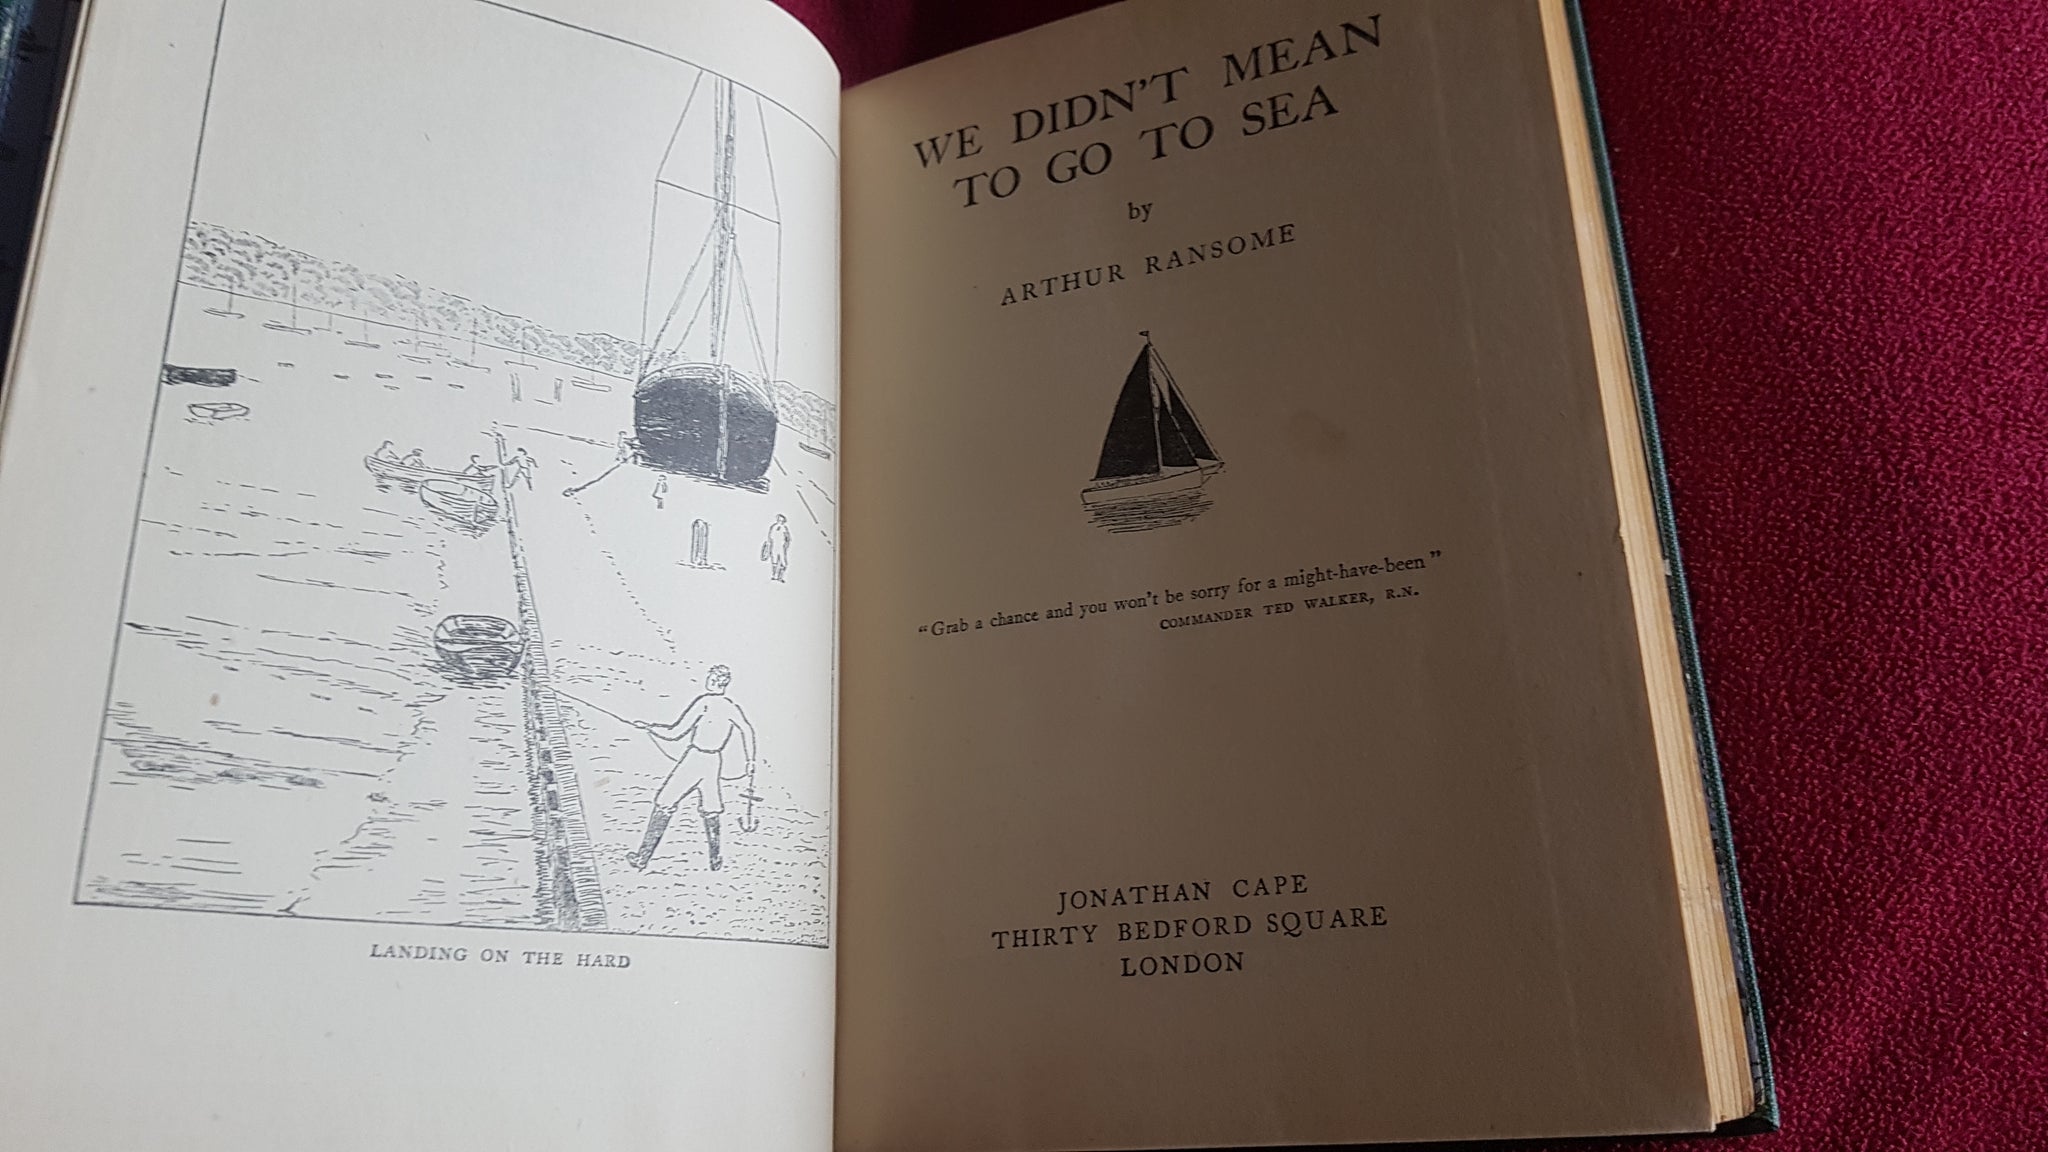 LANDING ON THE HARD
WE DIDN'T MEAN
TO GO TO SEA
by
ARTHUR RANSOME
"Grab a chance and you won't be sorry for a might-have-been"
COMMANDER TED WALKER, R.N.
JONATHAN CAPE
THIRTY BEDFORD SQUARE
LONDON